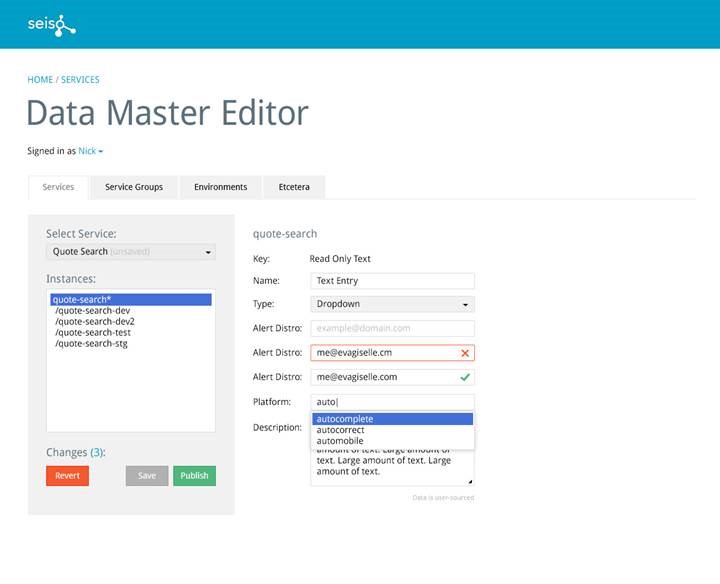 seiso
HOME / SERVICES
Data Master Editor
Signed in as Nick
Services
Service Groups
Environments
Etcetera
Select Service:
Quote Search (unsaved)
Instances:
quote-search*
/quote-search-dev
/quote-search-dev2
/quote-search-test
/quote-search-stg
Changes (3):
Revert
Save
Publish
quote-search
Key: Read Only Text
Name: Text Entry
Type: Dropdown
Alert Distro: example@domain.com
Alert Distro: me@evagiselle.cm
Alert Distro: me@evagiselle.com
Platform: auto
autocomplete
autocorrect
automobile
Description:
amount of text. Large amount of
text. Large amount of text. Large
amount of text.
Data is user-sourced